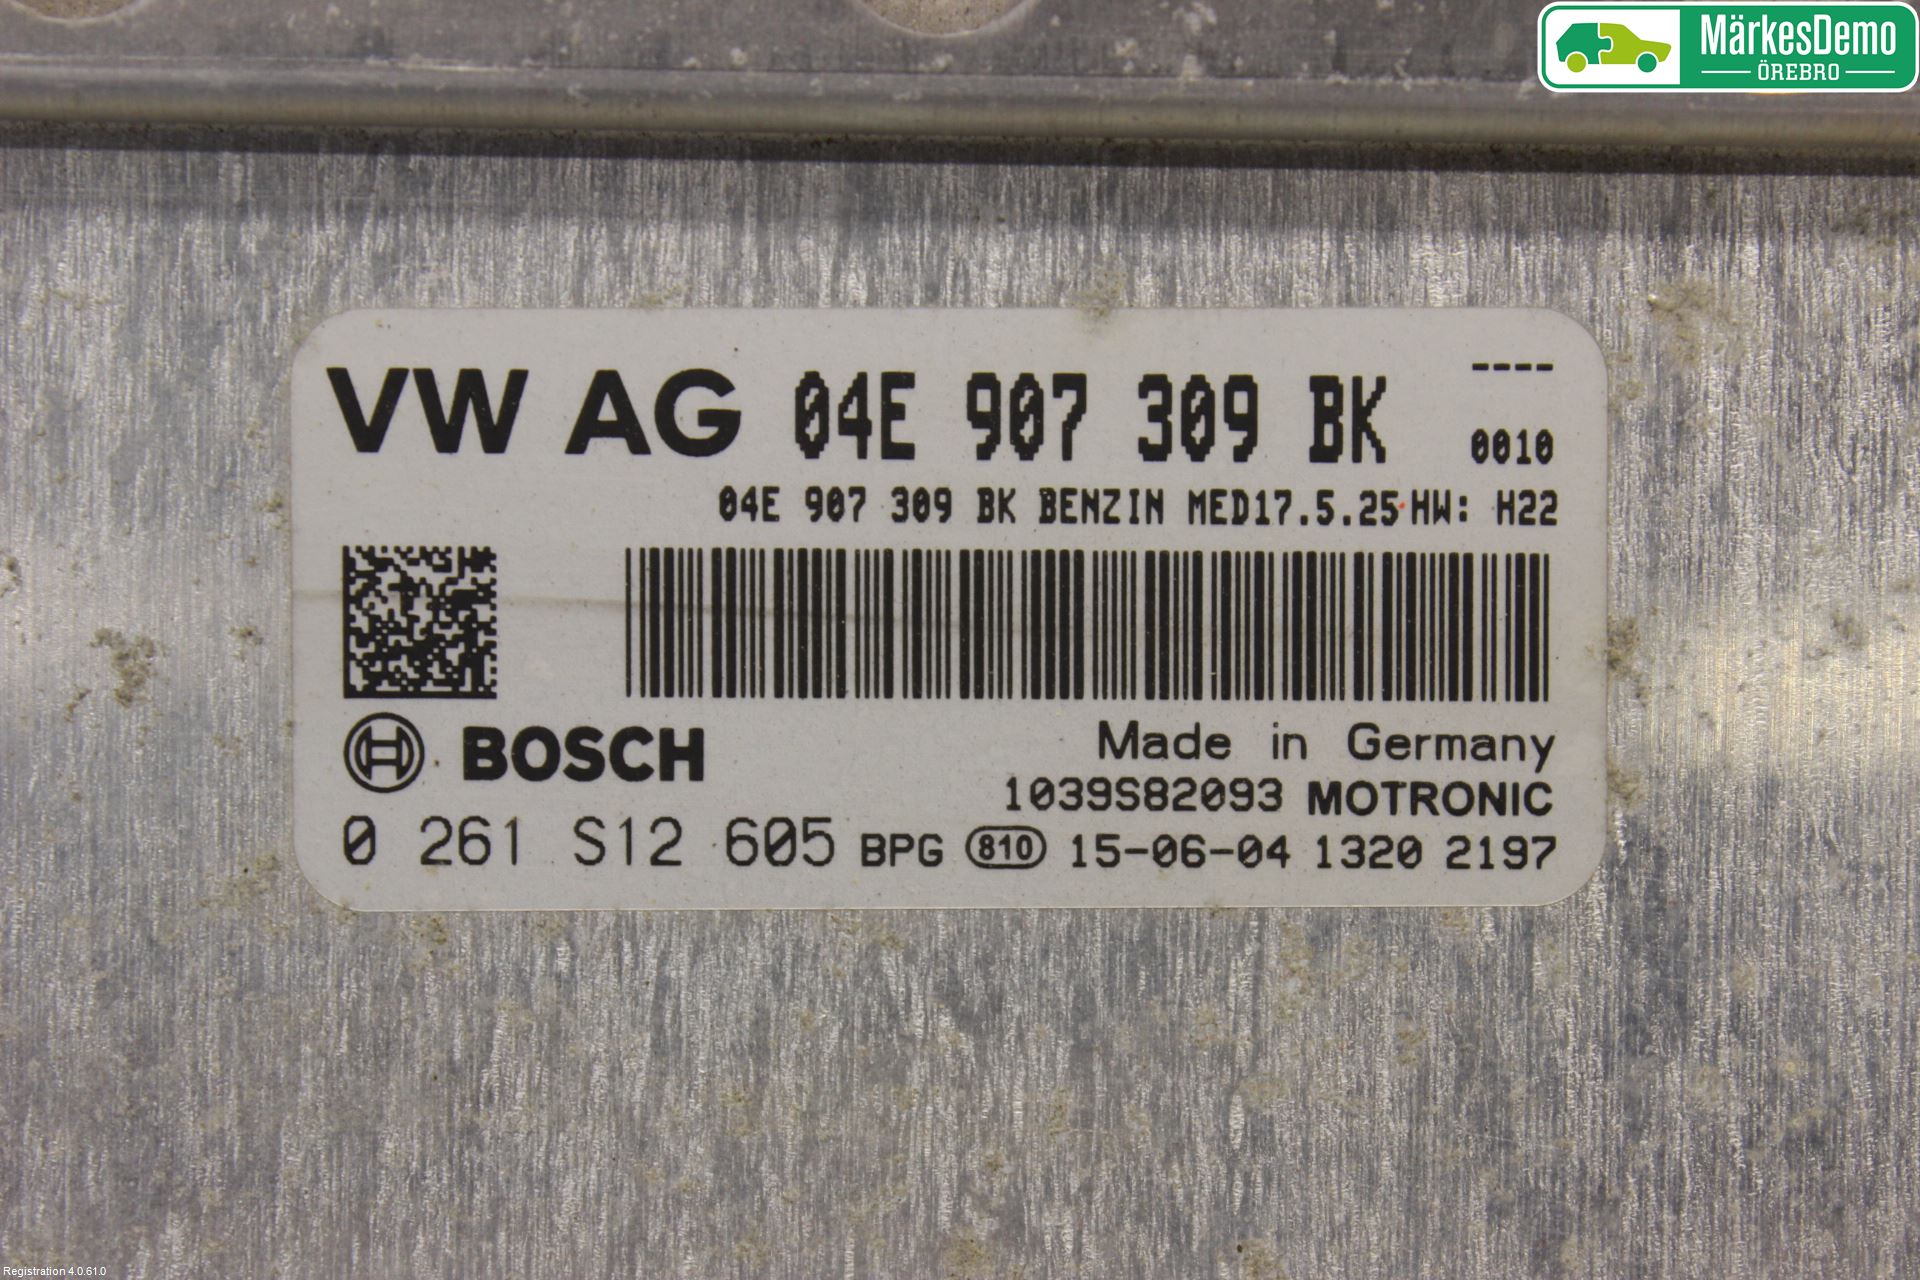 MärkesDemo
ÖREBRO
VW AG 04E 907 309 BK ----
0010
04E 907 309 BK BENZIN MED17.5.25 HW: H22
BOSCH
Made in Germany
1039S82093 MOTRONIC
0 261 S12 605 BPG 810 15-06-04 1320 2197
Registration 4.0.61.0